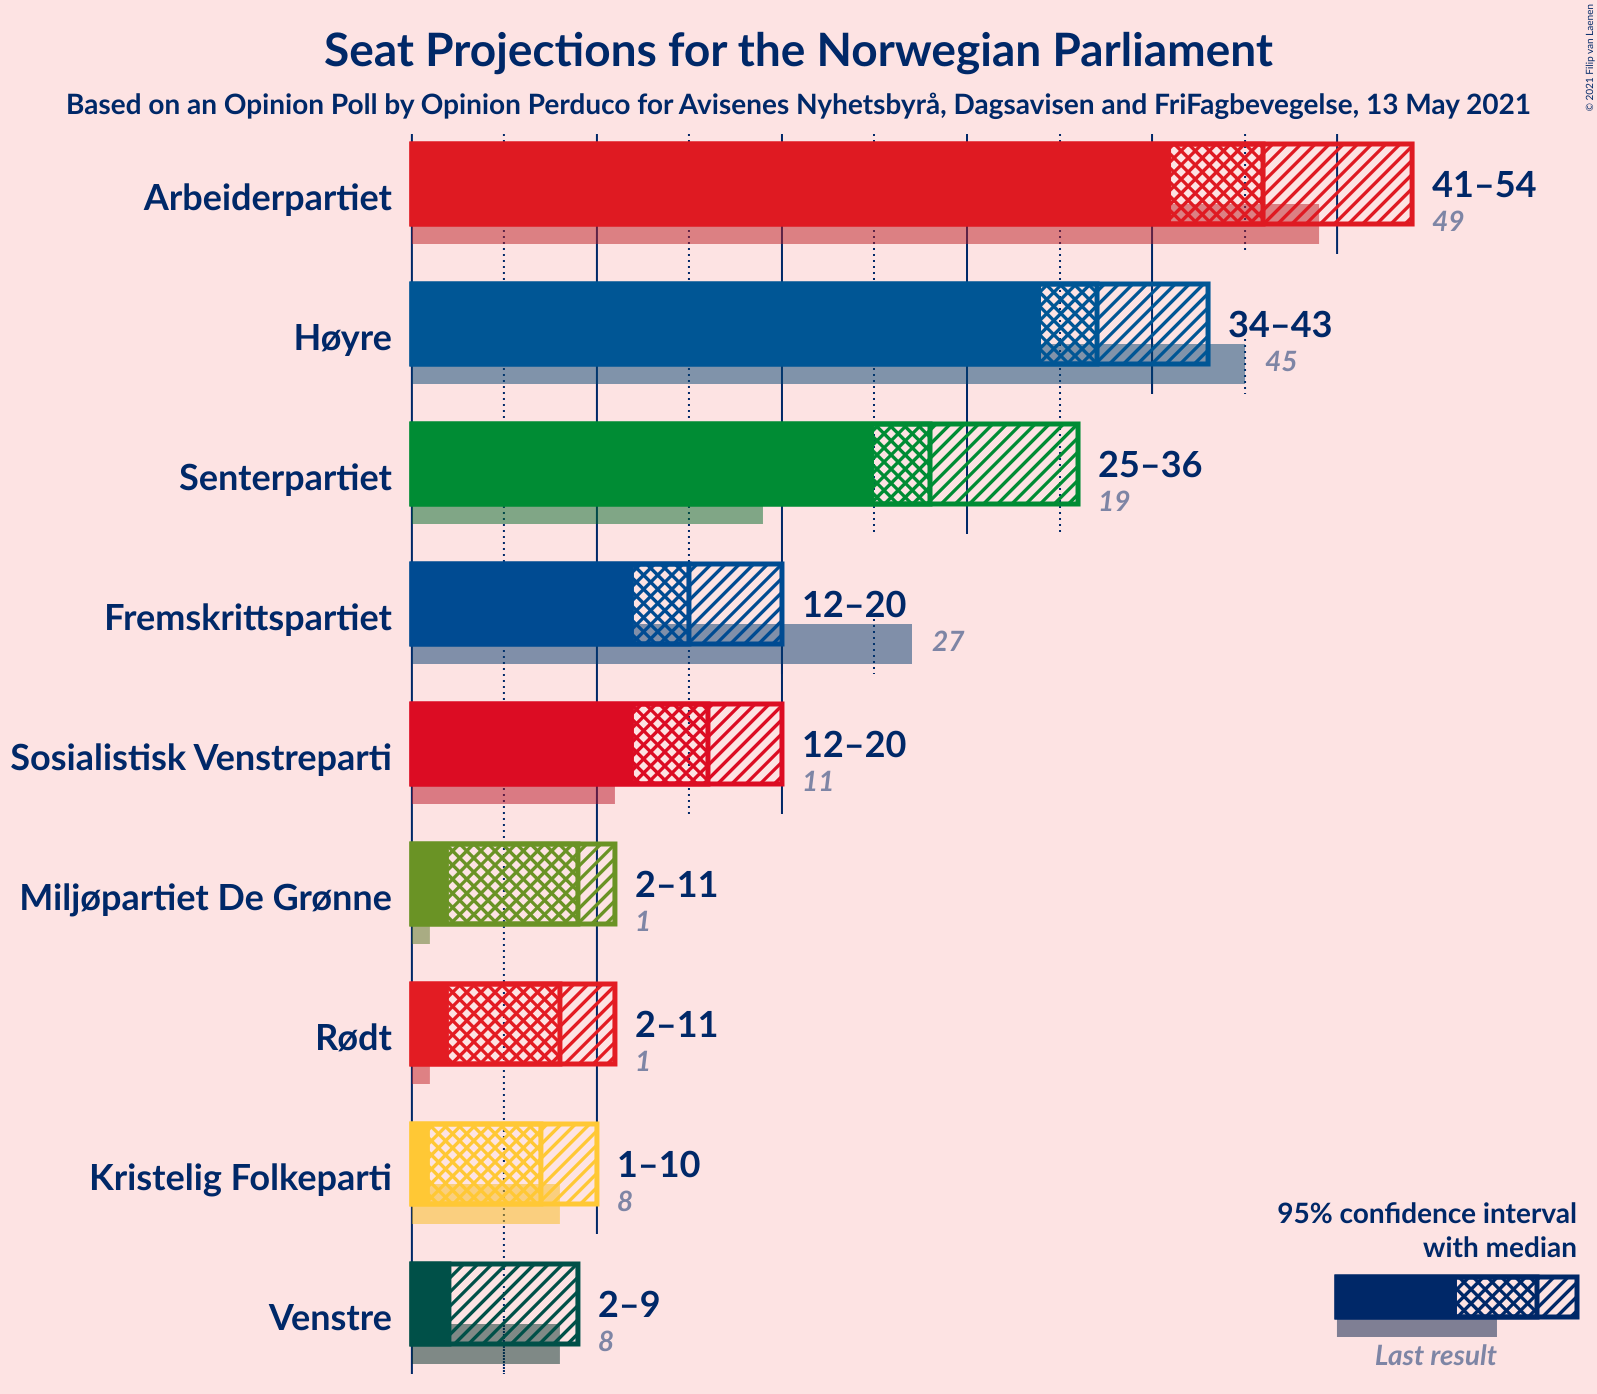 Seat Projections for the Norwegian Parliament
Based on an Opinion Poll by Opinion Perduco for Avisenes Nyhetsbyrå, Dagsavisen and FriFagbevegelse, 13 May 2021
© 2021 Filip van Laenen
Arbeiderpartiet
41–54
49
Høyre
34–43
45
Senterpartiet
25–36
19
Fremskrittspartiet
12–20
27
Sosialistisk Venstreparti
12–20
11
Miljøpartiet De Grønne
2–11
1
Rødt
2–11
1
Kristelig Folkeparti
1–10
8
Venstre
2–9
8
95% confidence interval
with median
Last result